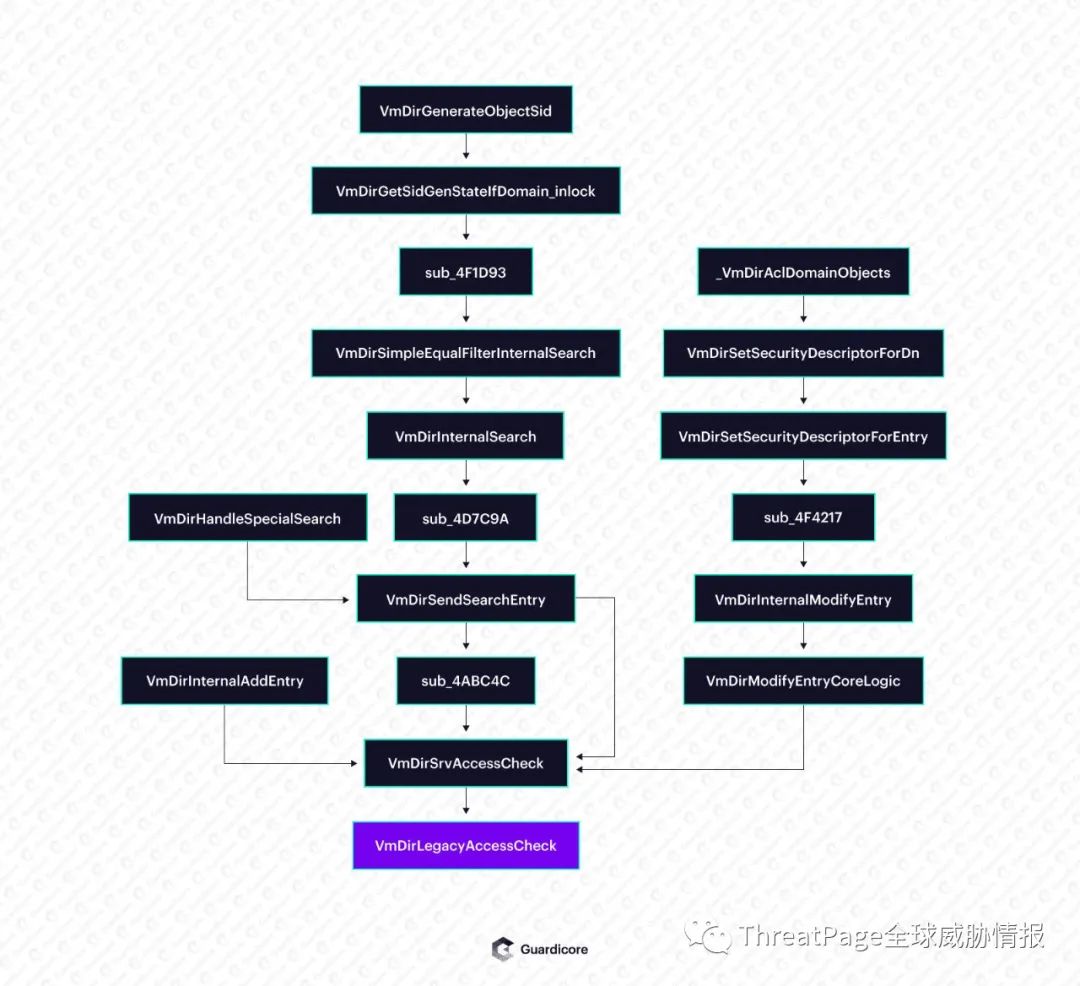 VmDirGenerateObjectSid
VmDirGetSidGenStateIfDomain_inlock
sub_4F1D93
_VmDirAclDomainObjects
VmDirSimpleEqualFilterInternalSearch
VmDirSetSecurityDescriptorForDn
VmDirInternalSearch
VmDirSetSecurityDescriptorForEntry
VmDirHandleSpecialSearch
sub_4D7C9A
sub_4F4217
VmDirSendSearchEntry
VmDirInternalModifyEntry
VmDirInternalAddEntry
sub_4ABC4C
VmDirModifyEntryCoreLogic
VmDirSrvAccessCheck
VmDirLegacyAccessCheck
Guardicore
ThreatPage全球威胁情报